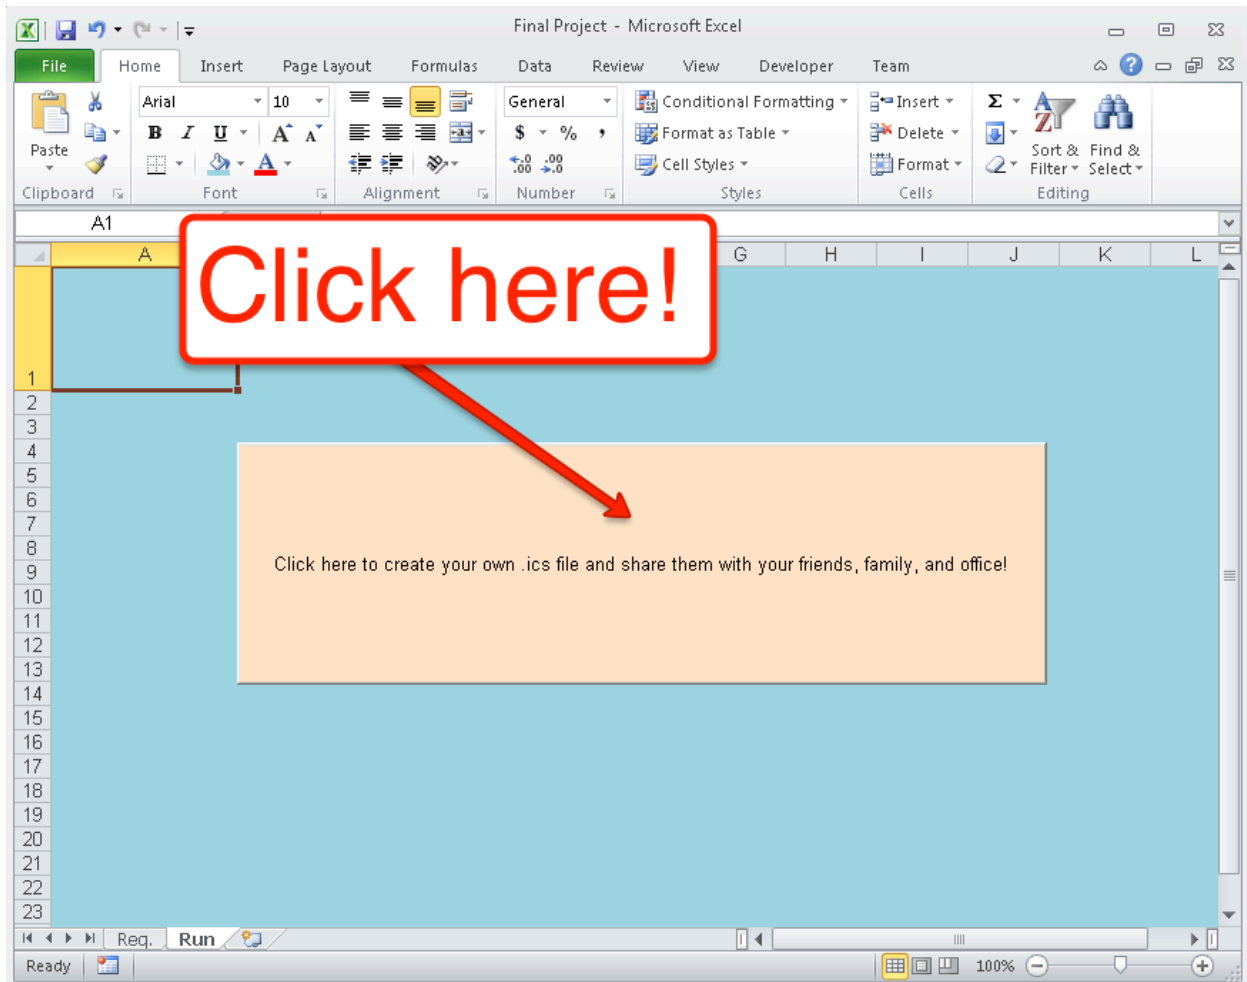 Final Project - Microsoft Excel
File Home Insert Page Layout Formulas Data Review View Developer Team
Arial 10 General Conditional Formatting Insert Σ
B I U A A $ % , Format as Table Delete
Paste A Cell Styles Format Sort & Filter Find & Select
Clipboard Font Alignment Number Styles Cells Editing
A1
Click here!
A G H I J K L
1
2
3
4
5
6
7
8
Click here to create your own .ics file and share them with your friends, family, and office!
9
10
11
12
13
14
15
16
17
18
19
20
21
22
23
Req. Run
Ready 100%